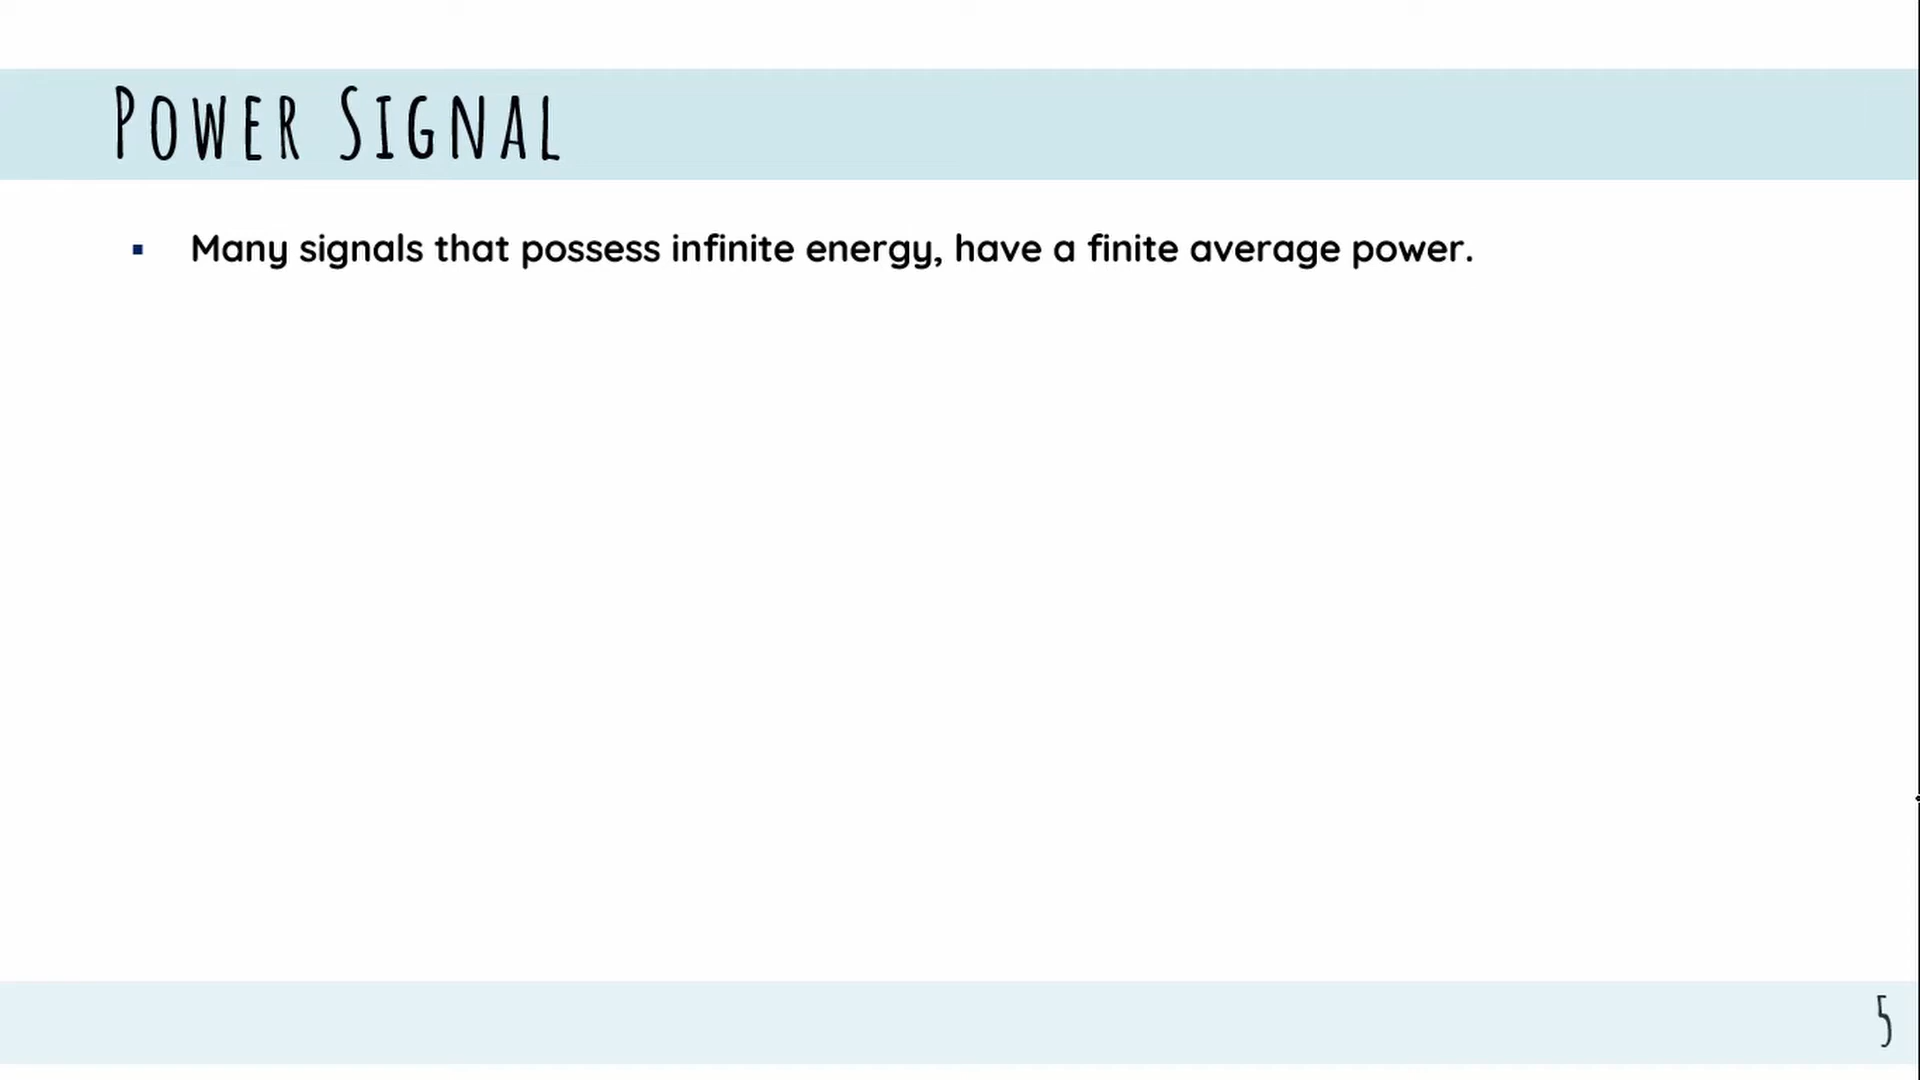 Power Signal
▪ Many signals that possess infinite energy, have a finite average power.
5